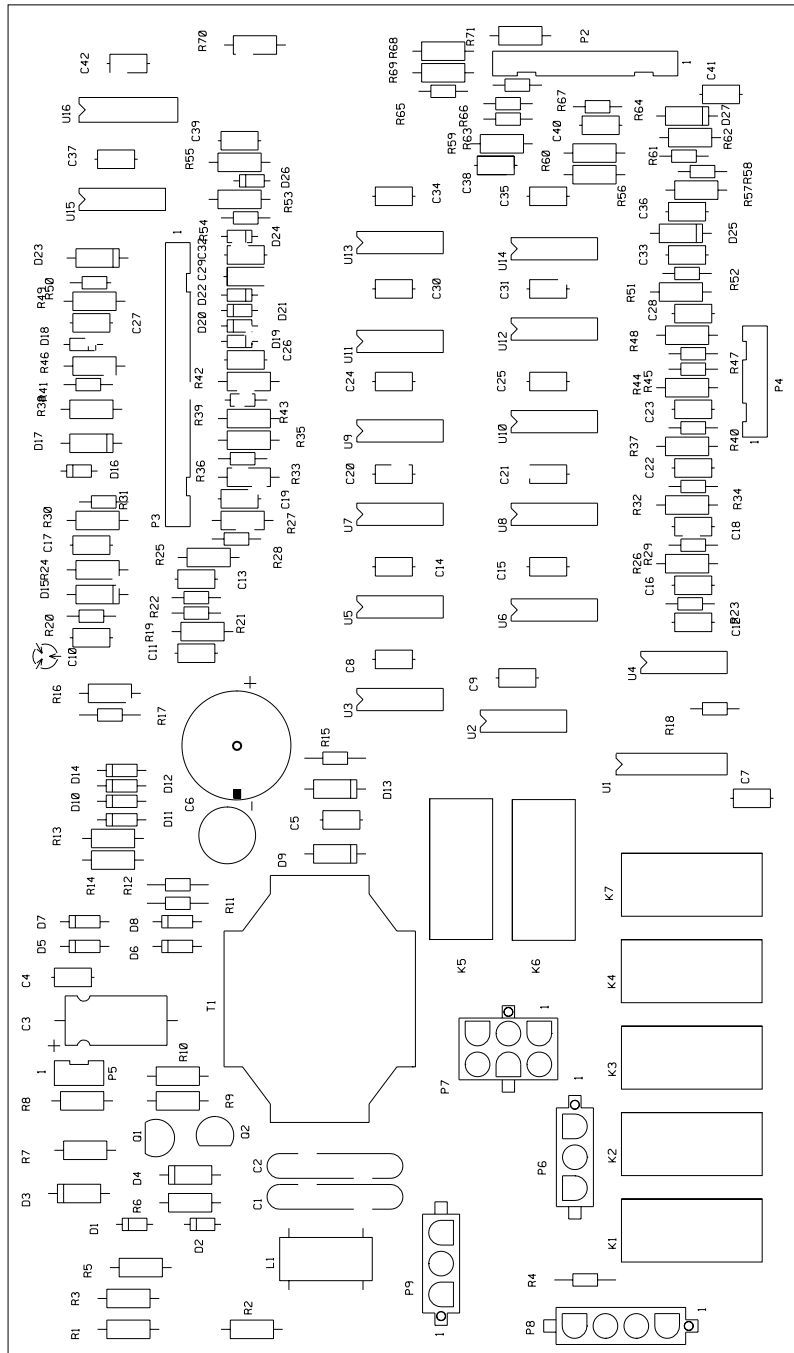 R70
C42
R68
R71
P2
1
R69
C41
U16
R65
R66
R67
R64
D27
C39
R59
R63
C40
R62
C37
R55
C38
R60
R61
R58
D26
R56
R57
U15
R53
C34
C35
C36
1
R54
D24
D23
C32
U13
U14
D25
C33
R50
R49
C29
D22
C30
C31
R52
R51
D21
D20
C28
C27
D18
D19
C26
U11
U12
R48
R46
R47
R42
C24
C25
R44
R45
P4
R41
R38
R39
R43
C23
D17
R35
U9
U10
R37
R40
1
D16
R36
R33
C20
C21
C22
R31
R34
C19
R32
R30
P3
R27
U7
U8
C18
C17
R25
R28
R29
R26
R24
C13
C14
C15
C16
D15
R22
R20
R19
R21
U5
U6
R23
C12
C10
C11
C8
U4
R16
+
C9
R17
U3
U2
R18
R15
D14
D12
D10
D13
U1
C7
D11
C6
-
R13
C5
R14
R12
D9
R11
K7
D7
D8
D5
D6
K5
K6
C4
K4
C3
T1
+
1
1
R10
P5
P7
K3
R8
R9
1
Q1
Q2
R7
P6
K2
D4
C2
D3
R6
C1
D1
D2
K1
L1
R5
P9
R4
R3
R2
R1
1
P8
1